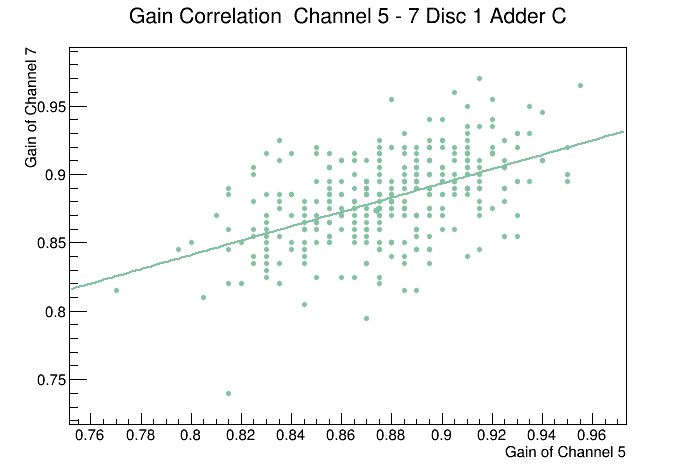 Gain Correlation  Channel 5 - 7 Disc 1 Adder C
Gain of Channel 7
0.95
0.9
0.85
0.8
0.75
0.76 0.78 0.8 0.82 0.84 0.86 0.88 0.9 0.92 0.94 0.96
Gain of Channel 5